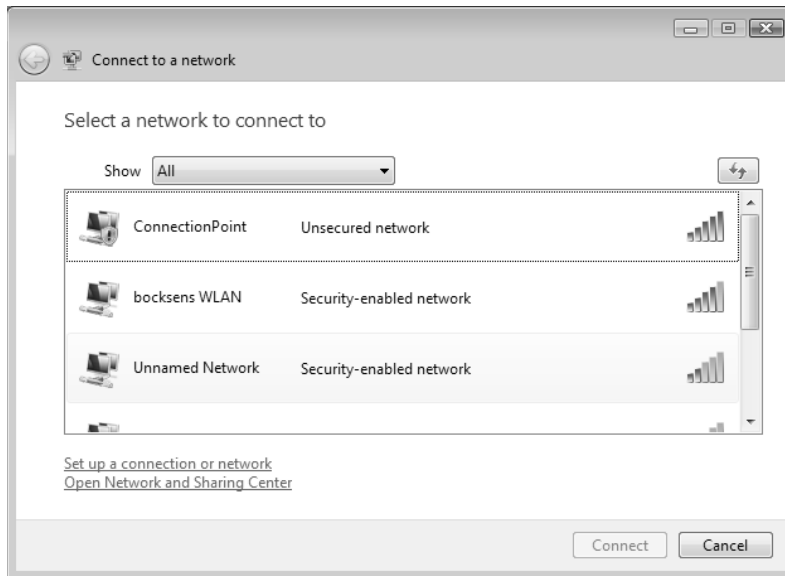 Connect to a network
Select a network to connect to
Show All
ConnectionPoint Unsecured network
bocksens WLAN Security-enabled network
Unnamed Network Security-enabled network
Set up a connection or network
Open Network and Sharing Center
Connect Cancel